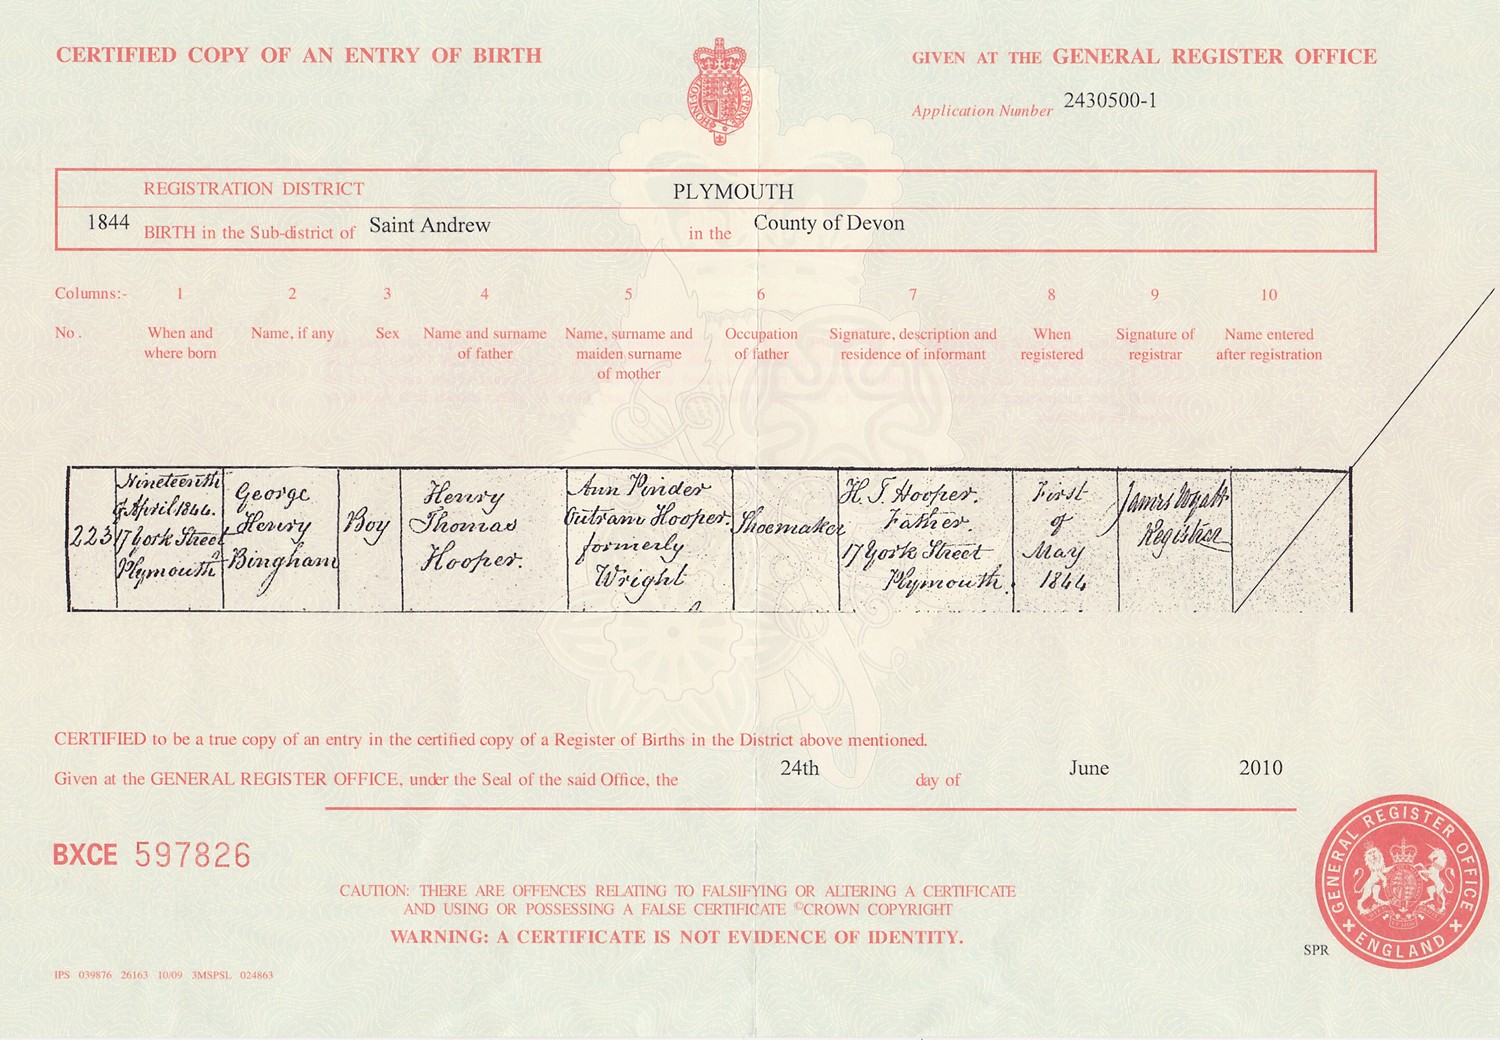 CERTIFIED COPY OF AN ENTRY OF BIRTH
GIVEN AT THE GENERAL REGISTER OFFICE
Application Number 2430500-1
REGISTRATION DISTRICT PLYMOUTH
1844 BIRTH in the Sub-district of Saint Andrew in the County of Devon
Columns:- 1 2 3 4 5 6 7 8 9 10
No. When and where born
Name, if any
Sex
Name and surname of father
Name, surname and maiden surname of mother
Occupation of father
Signature, description and residence of informant
When registered
Signature of registrar
Name entered after registration
223
Nineteenth
of April 1844.
17 York Street
Plymouth
George
Henry
Bingham
Boy
Henry
Thomas
Hooper.
Ann Pinder
Outram Hooper.
formerly
Wright
Shoemaker
H. T. Hooper.
Father.
17 York Street
Plymouth.
First
of
May
1844
James Wyatt
Registrar
CERTIFIED to be a true copy of an entry in the certified copy of a Register of Births in the District above mentioned.
Given at the GENERAL REGISTER OFFICE, under the Seal of the said Office, the 24th day of June 2010
BXCE 597826
CAUTION: THERE ARE OFFENCES RELATING TO FALSIFYING OR ALTERING A CERTIFICATE
AND USING OR POSSESSING A FALSE CERTIFICATE ©CROWN COPYRIGHT
WARNING: A CERTIFICATE IS NOT EVIDENCE OF IDENTITY.
IPS 039876 26163 10/09 3MSPSL 024863
SPR
GENERAL REGISTER OFFICE
ENGLAND